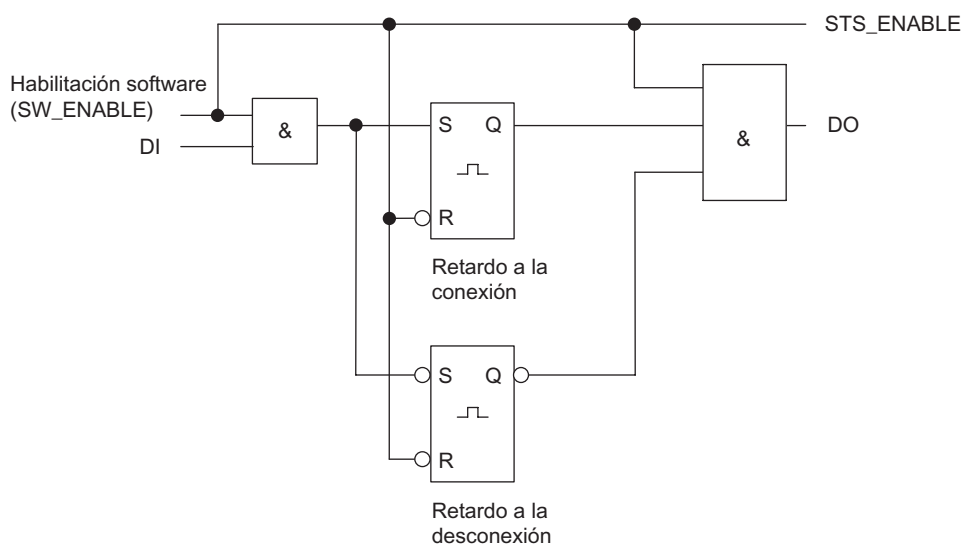 STS_ENABLE
Habilitación software
(SW_ENABLE)
DI
&
S Q
R
Retardo a la
conexión
&
DO
S Q
R
Retardo a la
desconexión